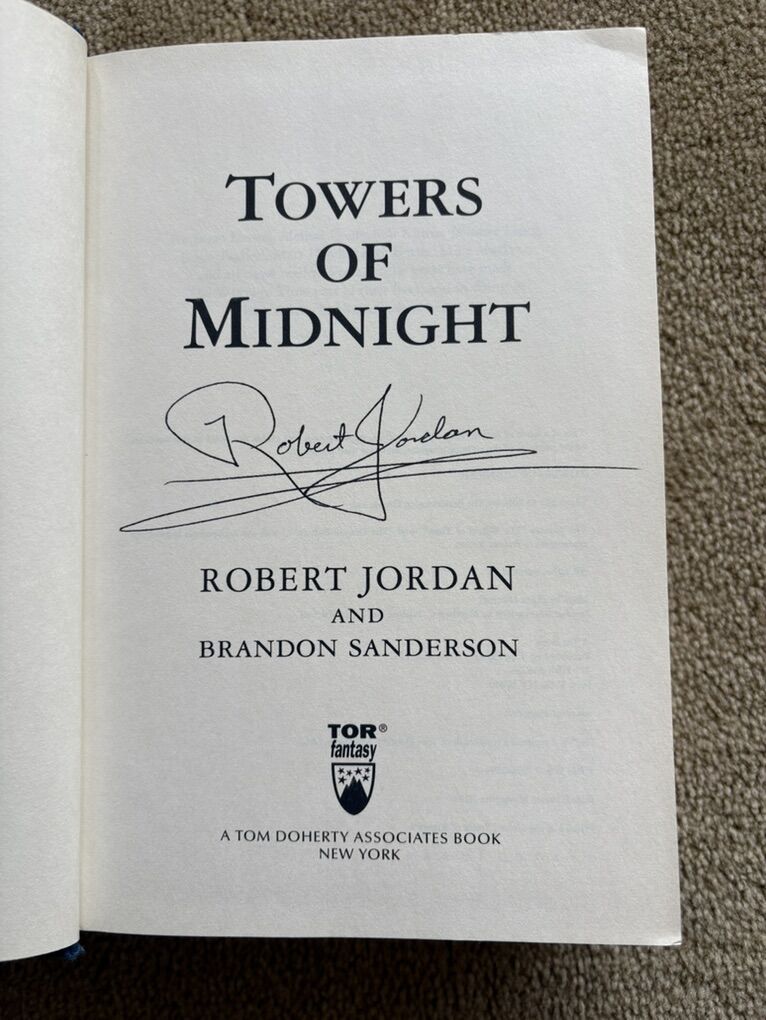 TOWERS
OF
MIDNIGHT
Robert Jordan
ROBERT JORDAN
AND
BRANDON SANDERSON
TOR®
fantasy
A TOM DOHERTY ASSOCIATES BOOK
NEW YORK